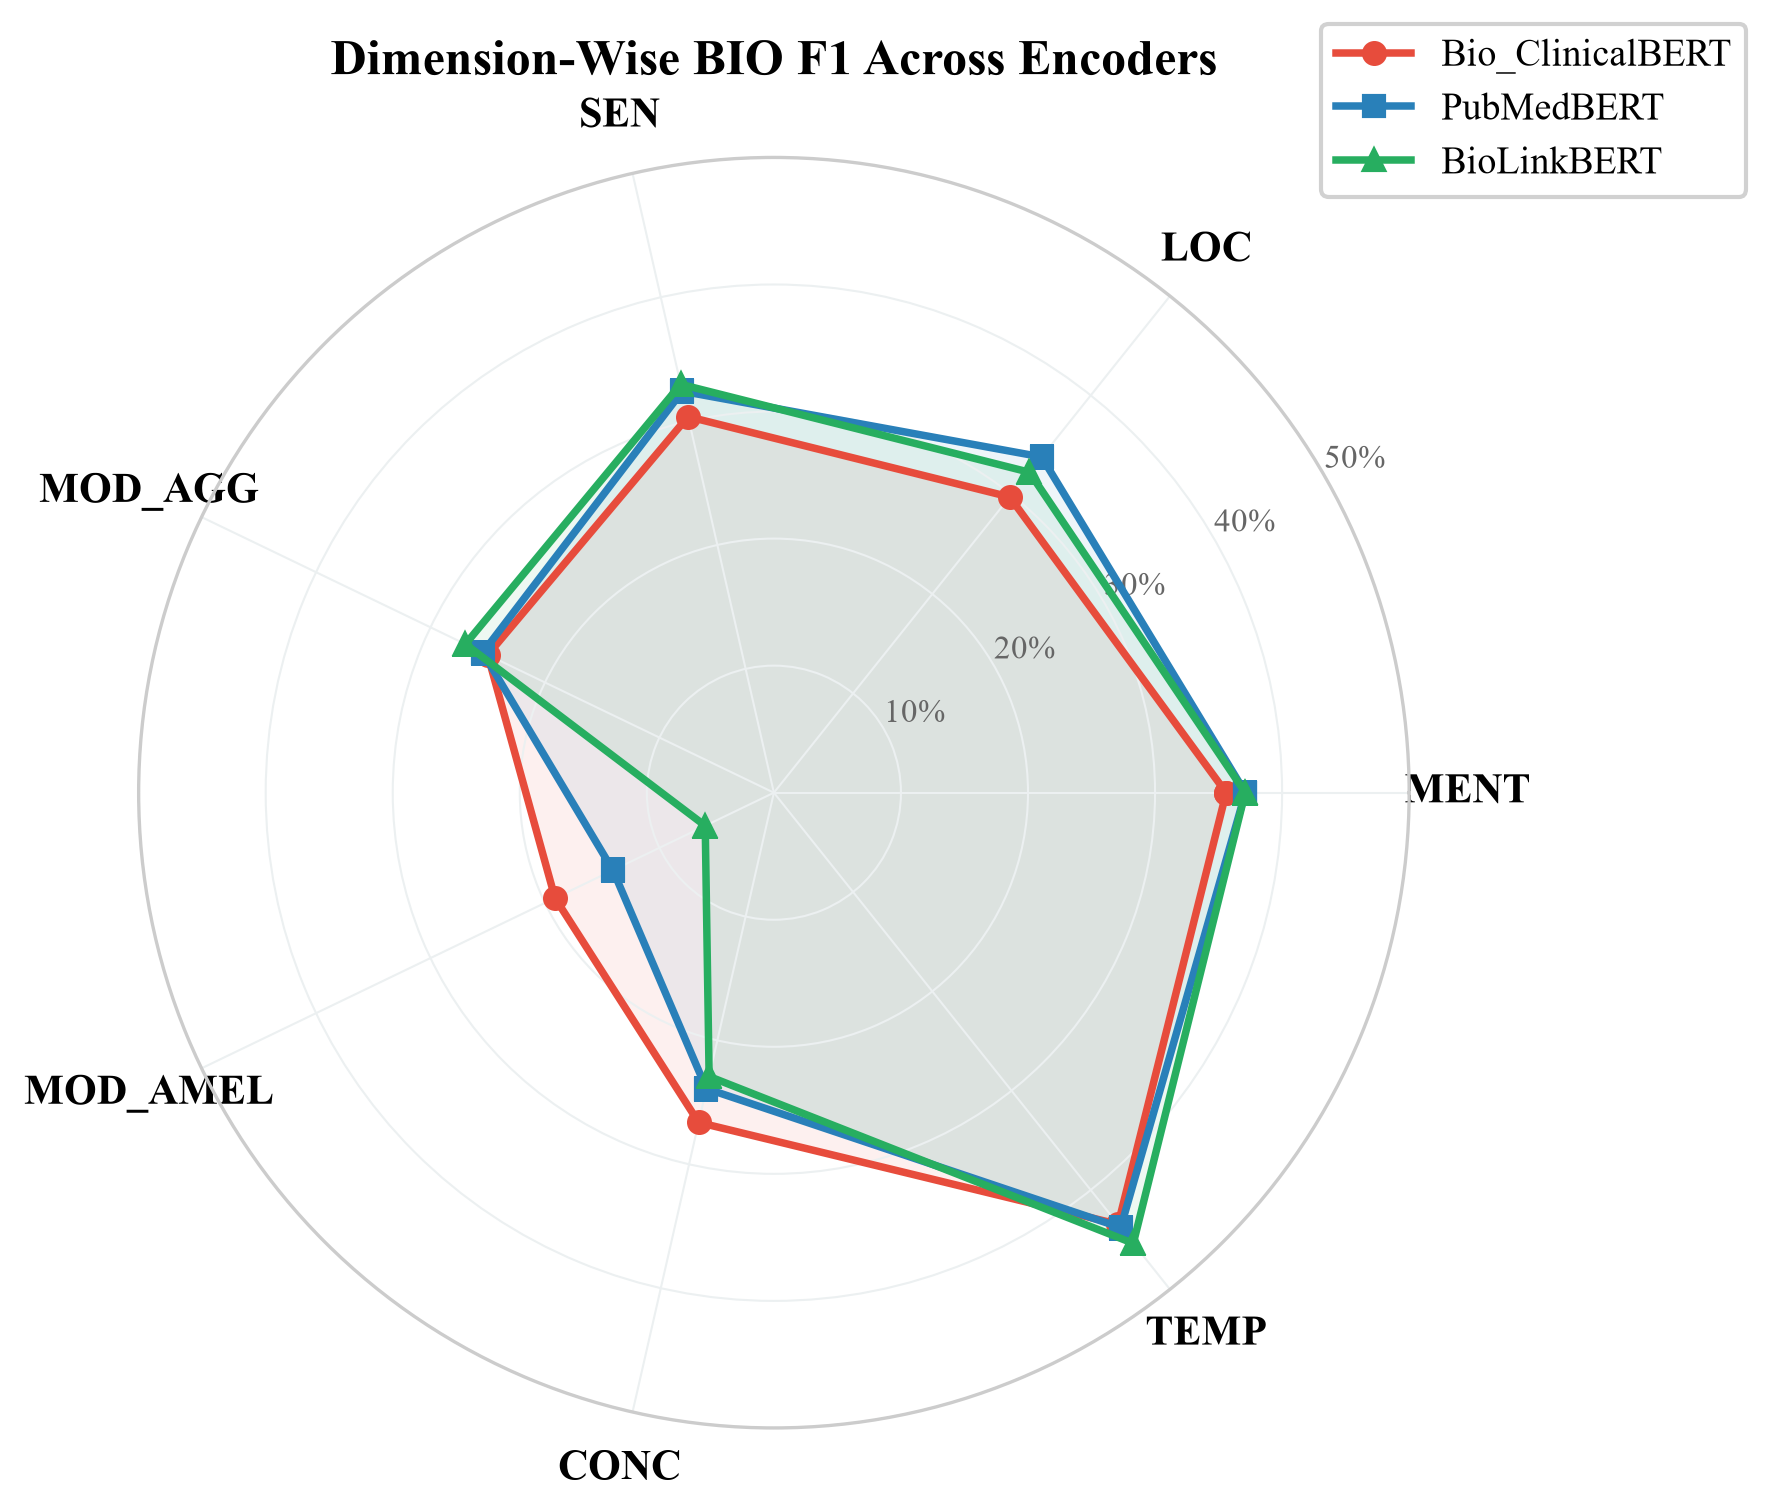 Dimension-Wise BIO F1 Across Encoders
Bio_ClinicalBERT
PubMedBERT
BioLinkBERT
SEN
LOC
MOD_AGG
MENT
MOD_AMEL
CONC
TEMP
50%
40%
30%
20%
10%